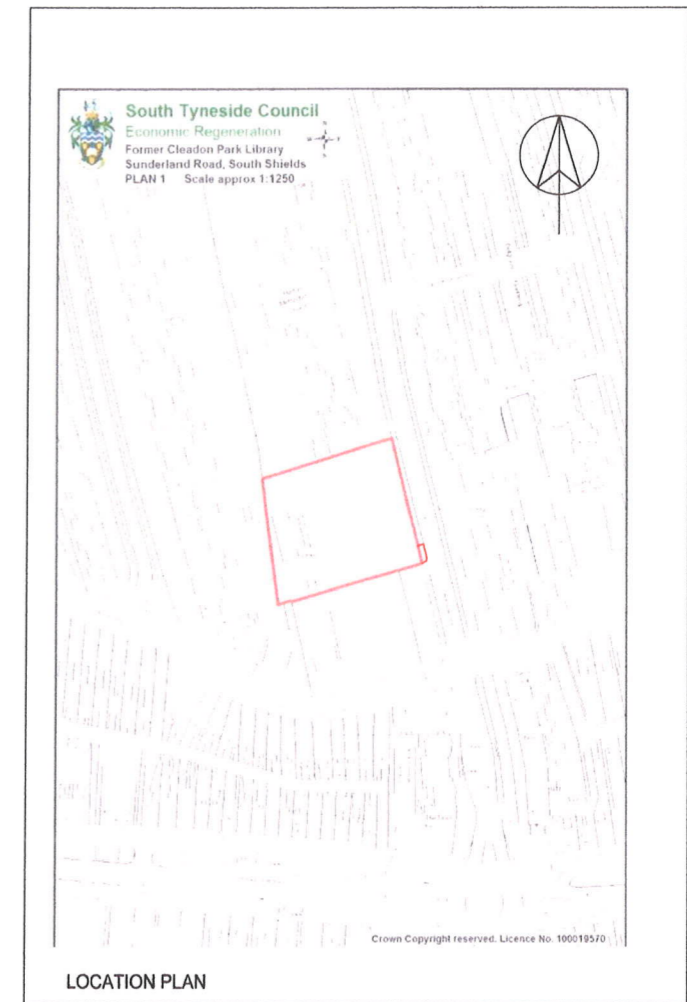 South Tyneside Council
Economic Regeneration
Former Cleadon Park Library
Sunderland Road, South Shields
PLAN 1 Scale approx 1:1250
Crown Copyright reserved. Licence No. 100019570
LOCATION PLAN